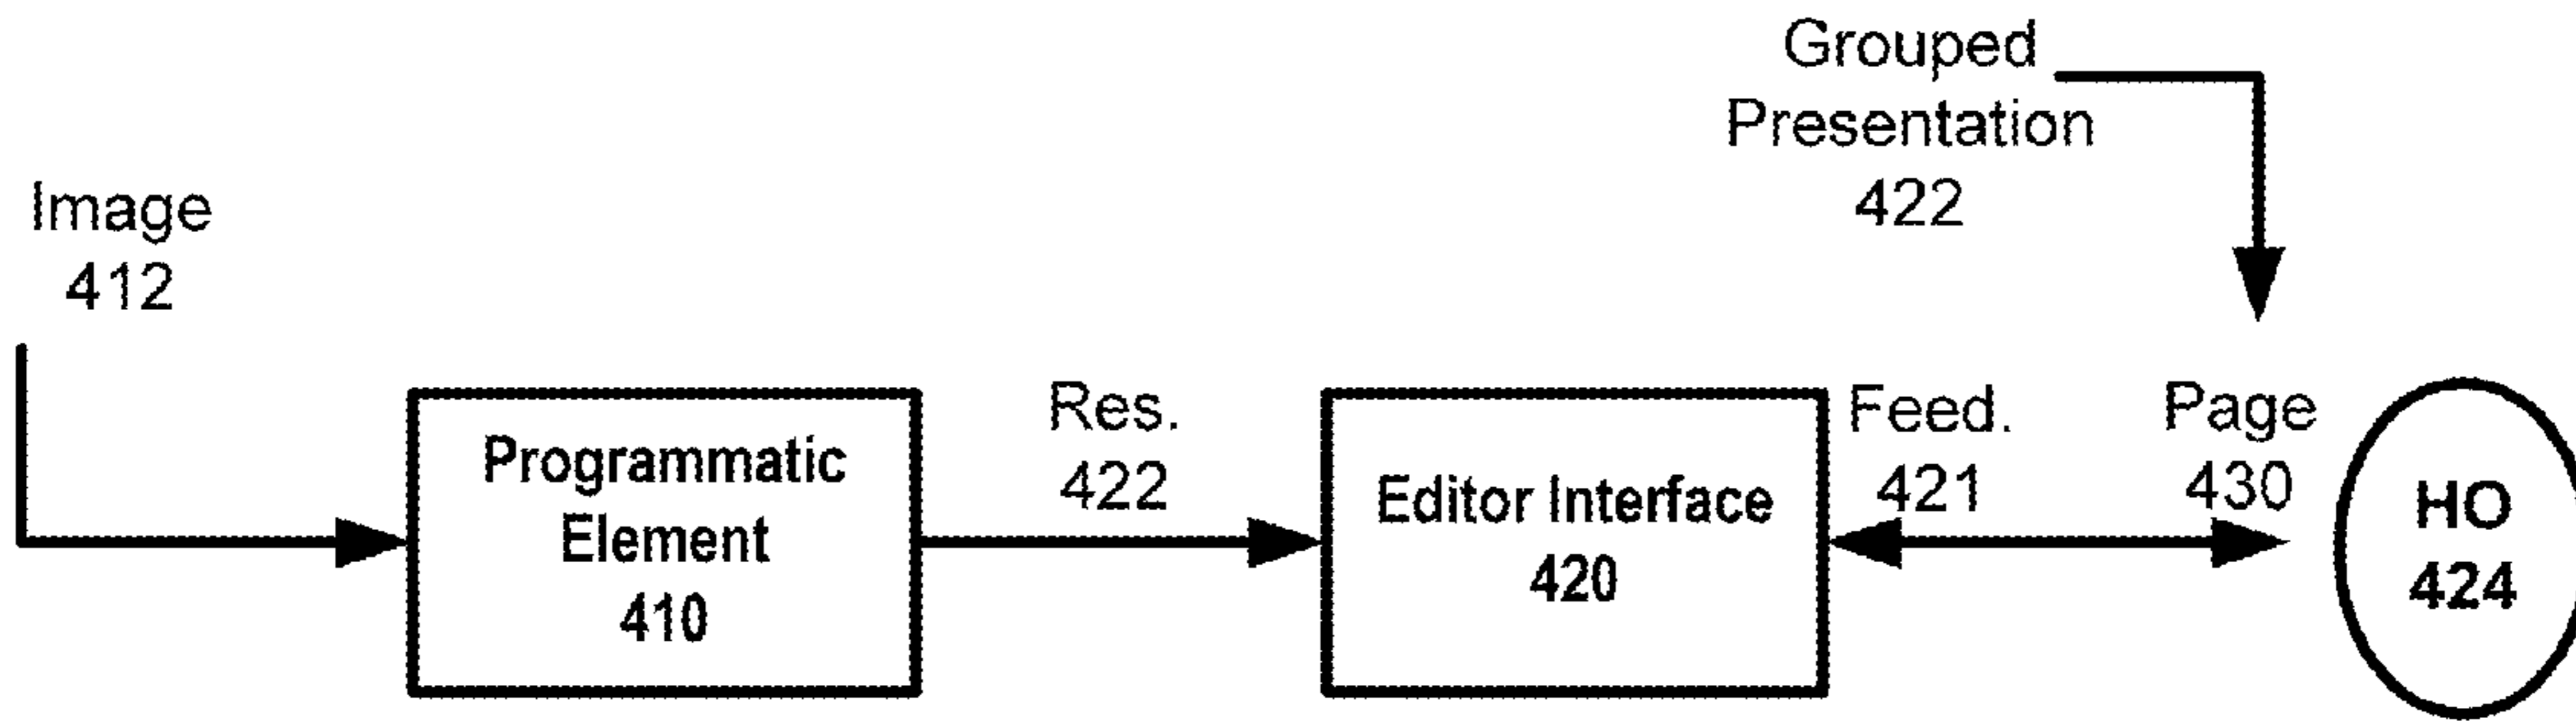 Grouped
Presentation
422
Image
412
Programmatic
Element
410
Res.
422
Editor Interface
420
Feed.
421
Page
430
HO
424